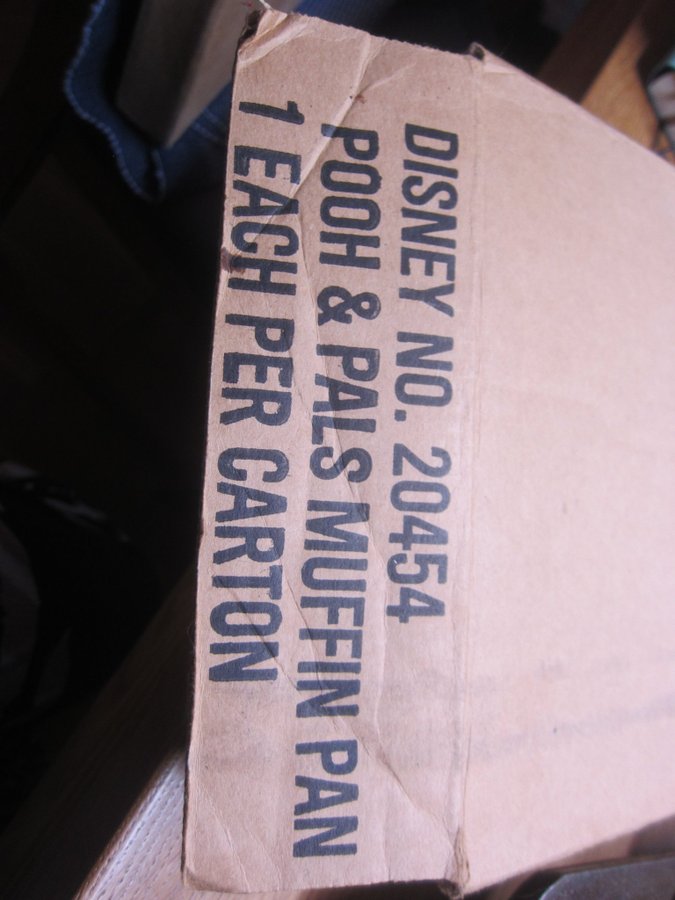 DISNEY NO. 20454
POOH & PALS MUFFIN PAN
1 EACH PER CARTON